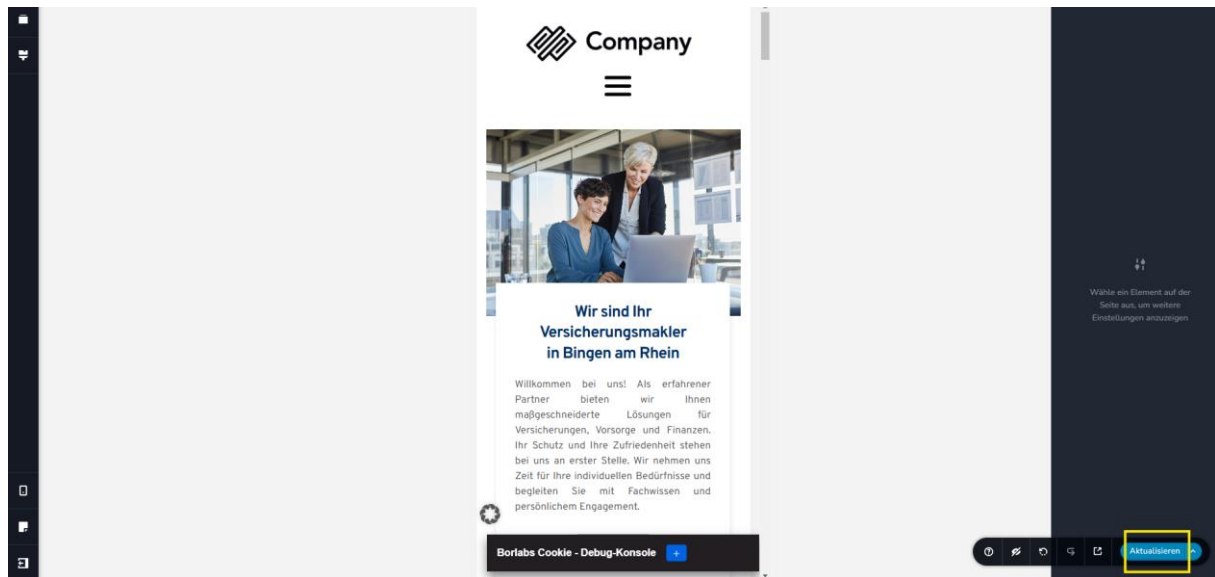 Company
Wir sind Ihr
Versicherungsmakler
in Bingen am Rhein
Willkommen bei uns! Als erfahrener
Partner bieten wir Ihnen
maßgeschneiderte Lösungen für
Versicherungen, Vorsorge und Finanzen.
Ihr Schutz und Ihre Zufriedenheit stehen
bei uns an erster Stelle. Wir nehmen uns
Zeit für Ihre individuellen Bedürfnisse und
begleiten Sie mit Fachwissen und
persönlichem Engagement.
Borlabs Cookie - Debug-Konsole +
Wähle ein Element auf der
Seite aus, um weitere
Einstellungen anzuzeigen
Aktualisieren